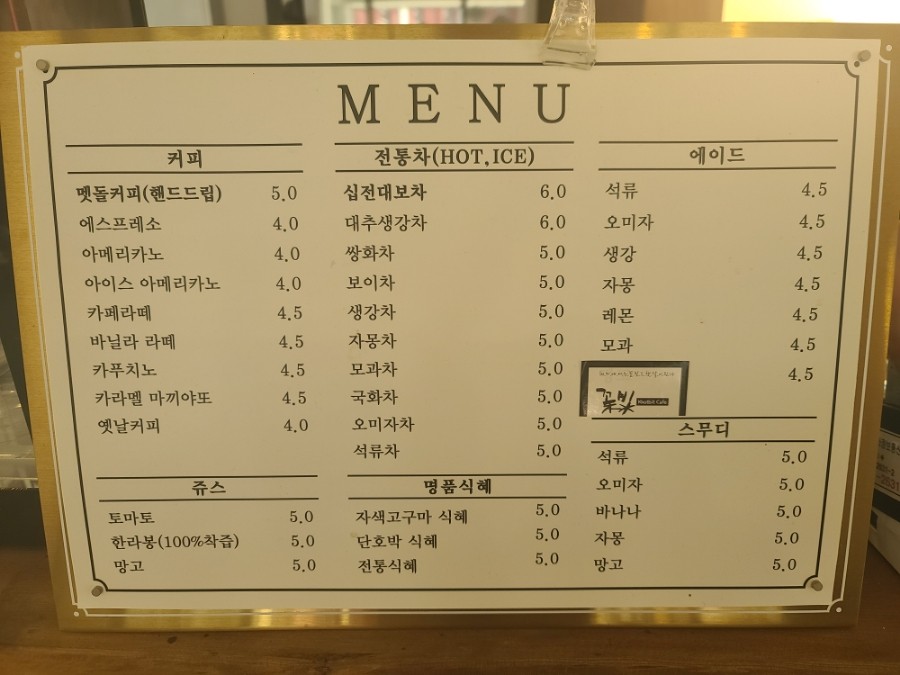 MENU
커피
멧돌커피(핸드드립) 5.0
에스프레소 4.0
아메리카노 4.0
아이스 아메리카노 4.0
카페라떼 4.5
바닐라 라떼 4.5
카푸치노 4.5
카라멜 마끼야또 4.5
옛날커피 4.0
쥬스
토마토 5.0
한라봉(100%착즙) 5.0
망고 5.0
전통차(HOT,ICE)
십전대보차 6.0
대추생강차 6.0
쌍화차 5.0
보이차 5.0
생강차 5.0
자몽차 5.0
모과차 5.0
국화차 5.0
오미자차 5.0
석류차 5.0
명품식혜
자색고구마 식혜 5.0
단호박 식혜 5.0
전통식혜 5.0
에이드
석류 4.5
오미자 4.5
생강 4.5
자몽 4.5
레몬 4.5
모과 4.5
4.5
스무디
석류 5.0
오미자 5.0
바나나 5.0
자몽 5.0
망고 5.0